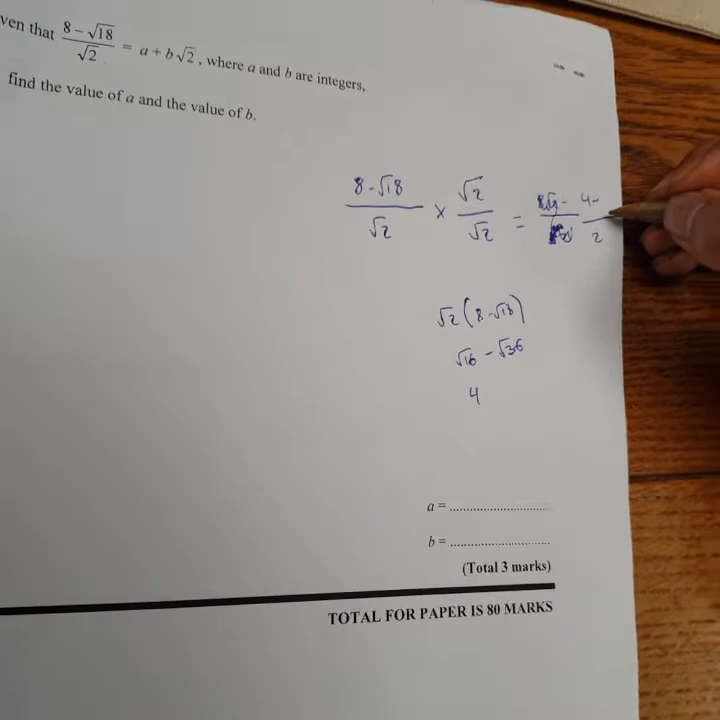 ven that (8 − √18)/√2 = a + b√2, where a and b are integers,
find the value of a and the value of b.
(8 - √18)/√2 × √2/√2 = 4-/2
√2(8-√18)
√16 - √36
4
a = ..............................
b = ..............................
(Total 3 marks)
TOTAL FOR PAPER IS 80 MARKS